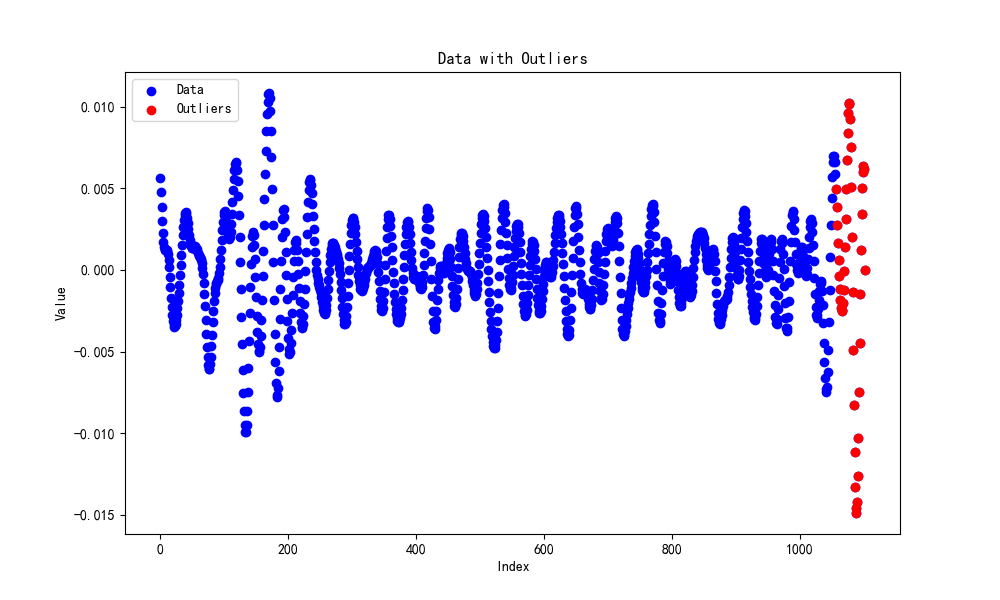 Data with Outliers
Data
Outliers
0.010
0.005
0.000
-0.005
-0.010
-0.015
Value
0 200 400 600 800 1000
Index